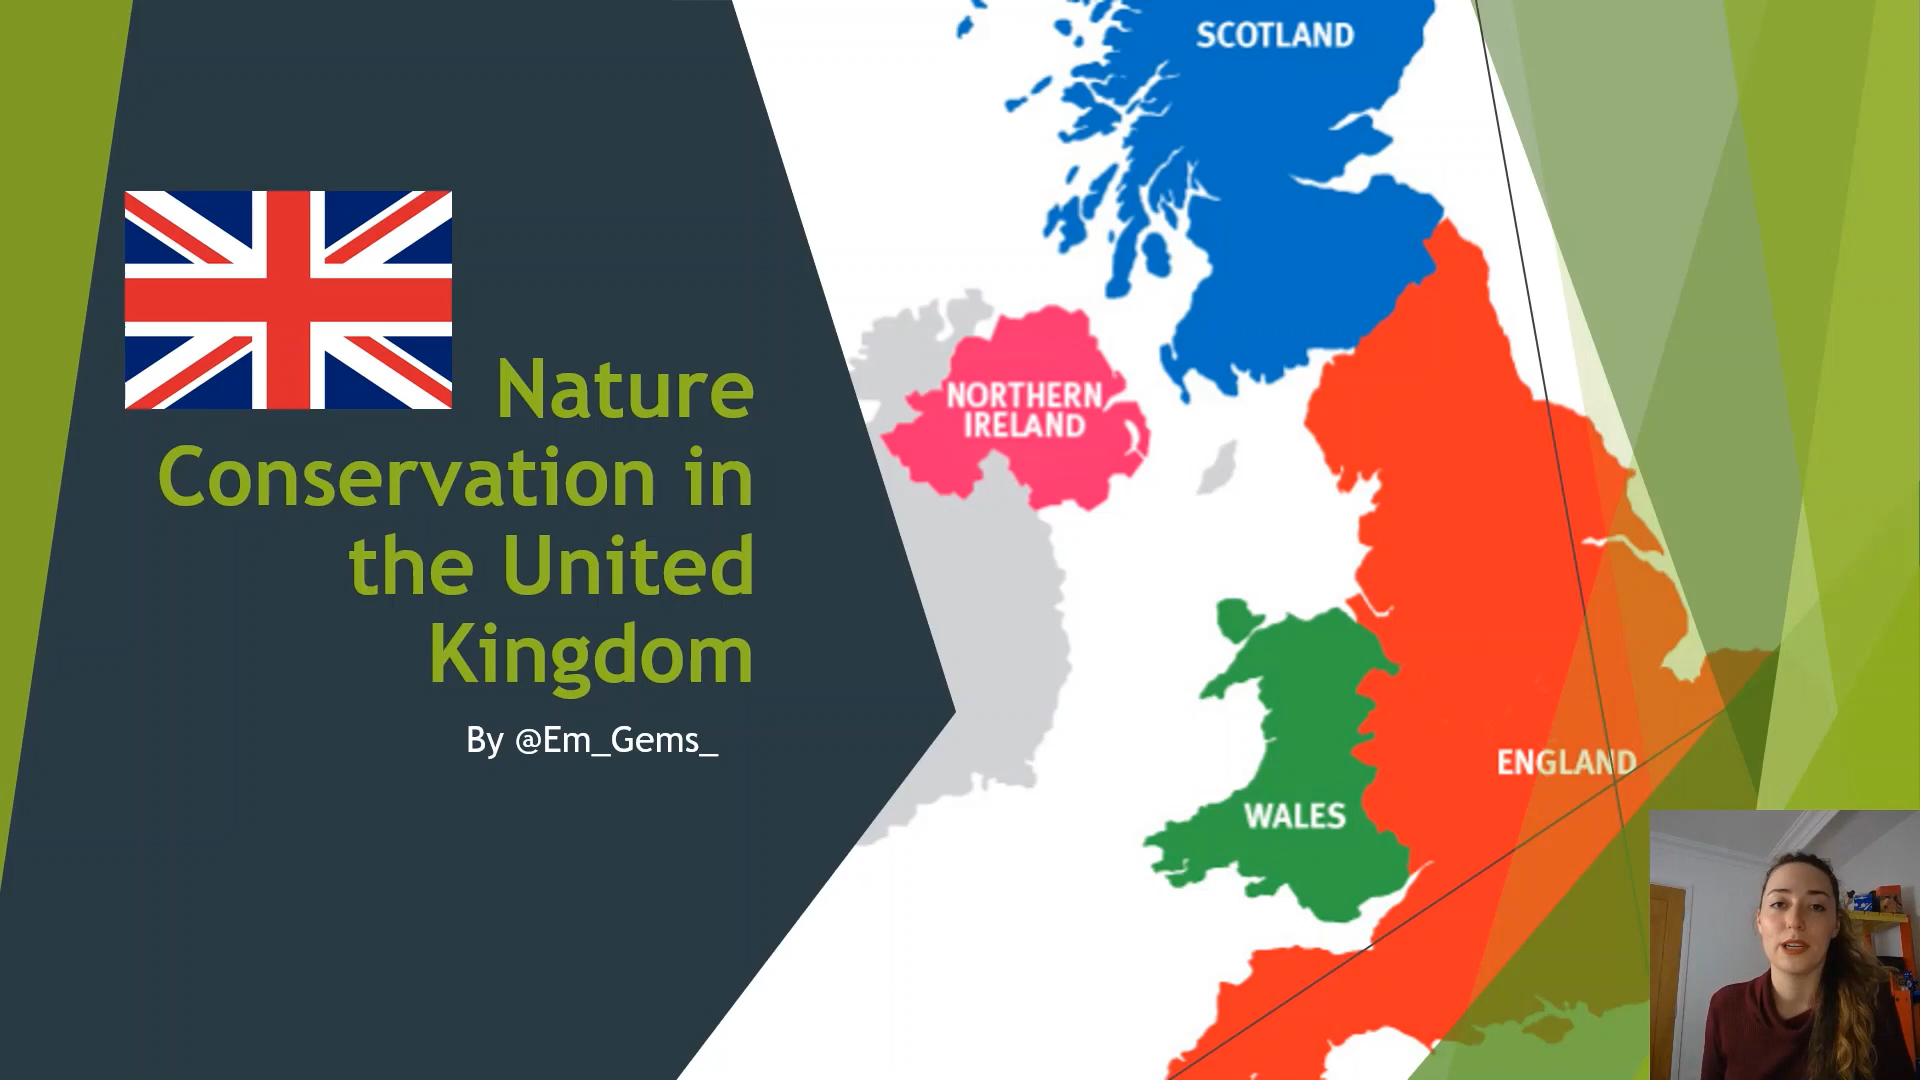 Nature
Conservation in
the United
Kingdom
By @Em_Gems_
SCOTLAND
NORTHERN
IRELAND
ENGLAND
WALES